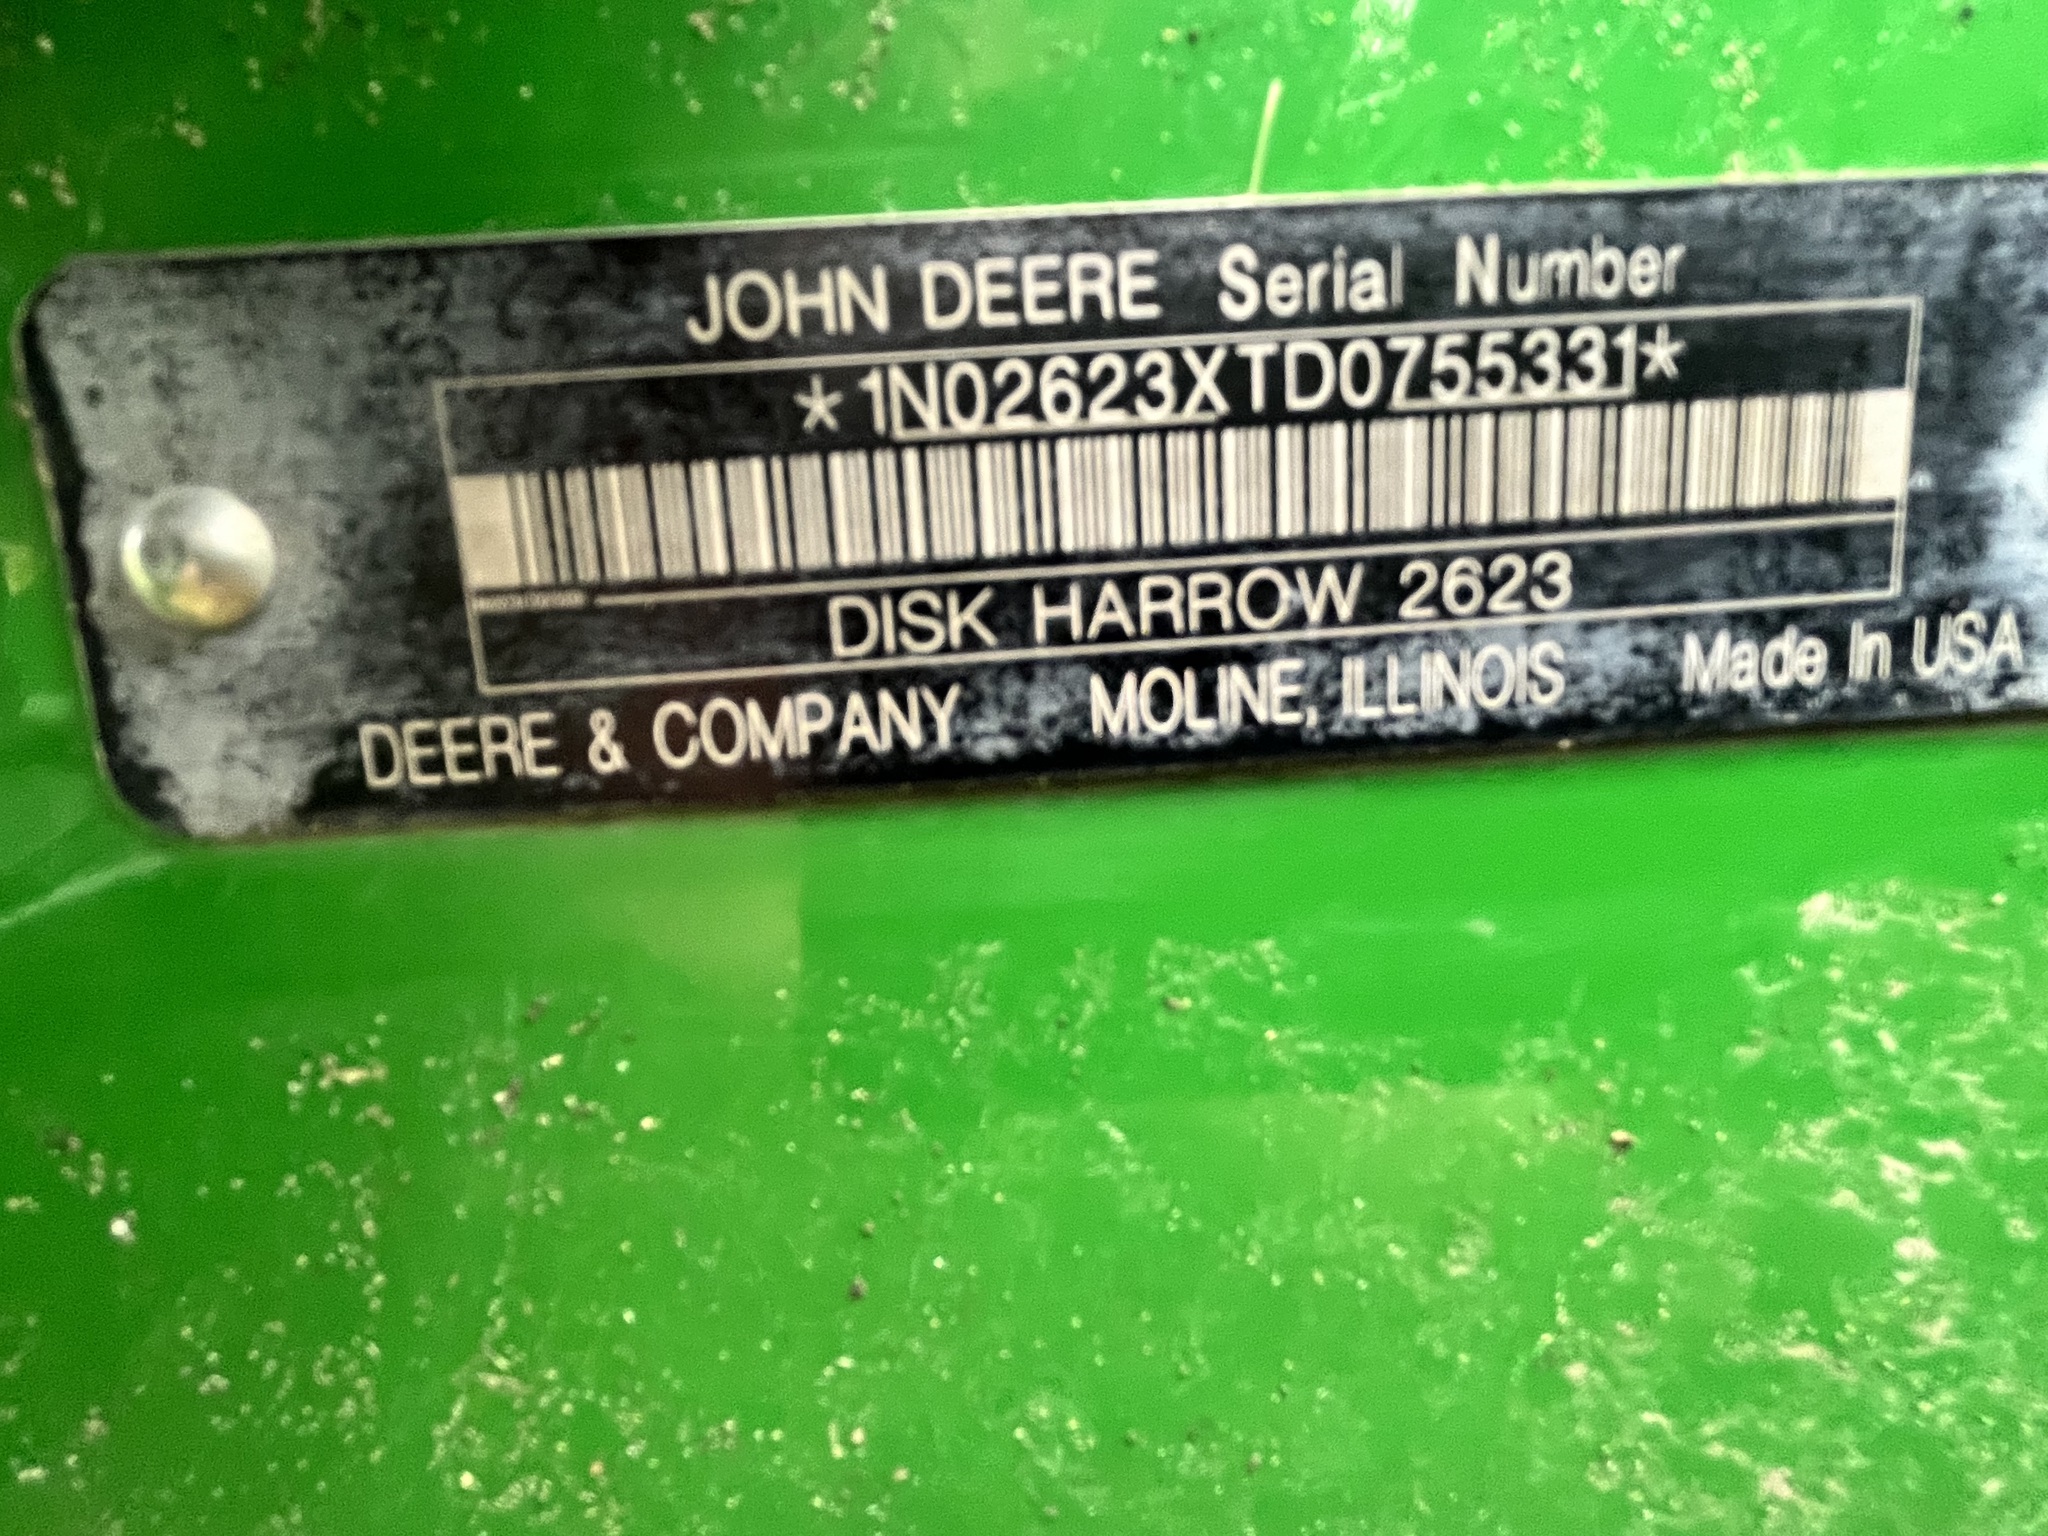 JOHN DEERE Serial Number
*1N02623XTD0755331*
DISK HARROW 2623
DEERE & COMPANY MOLINE, ILLINOIS Made In USA